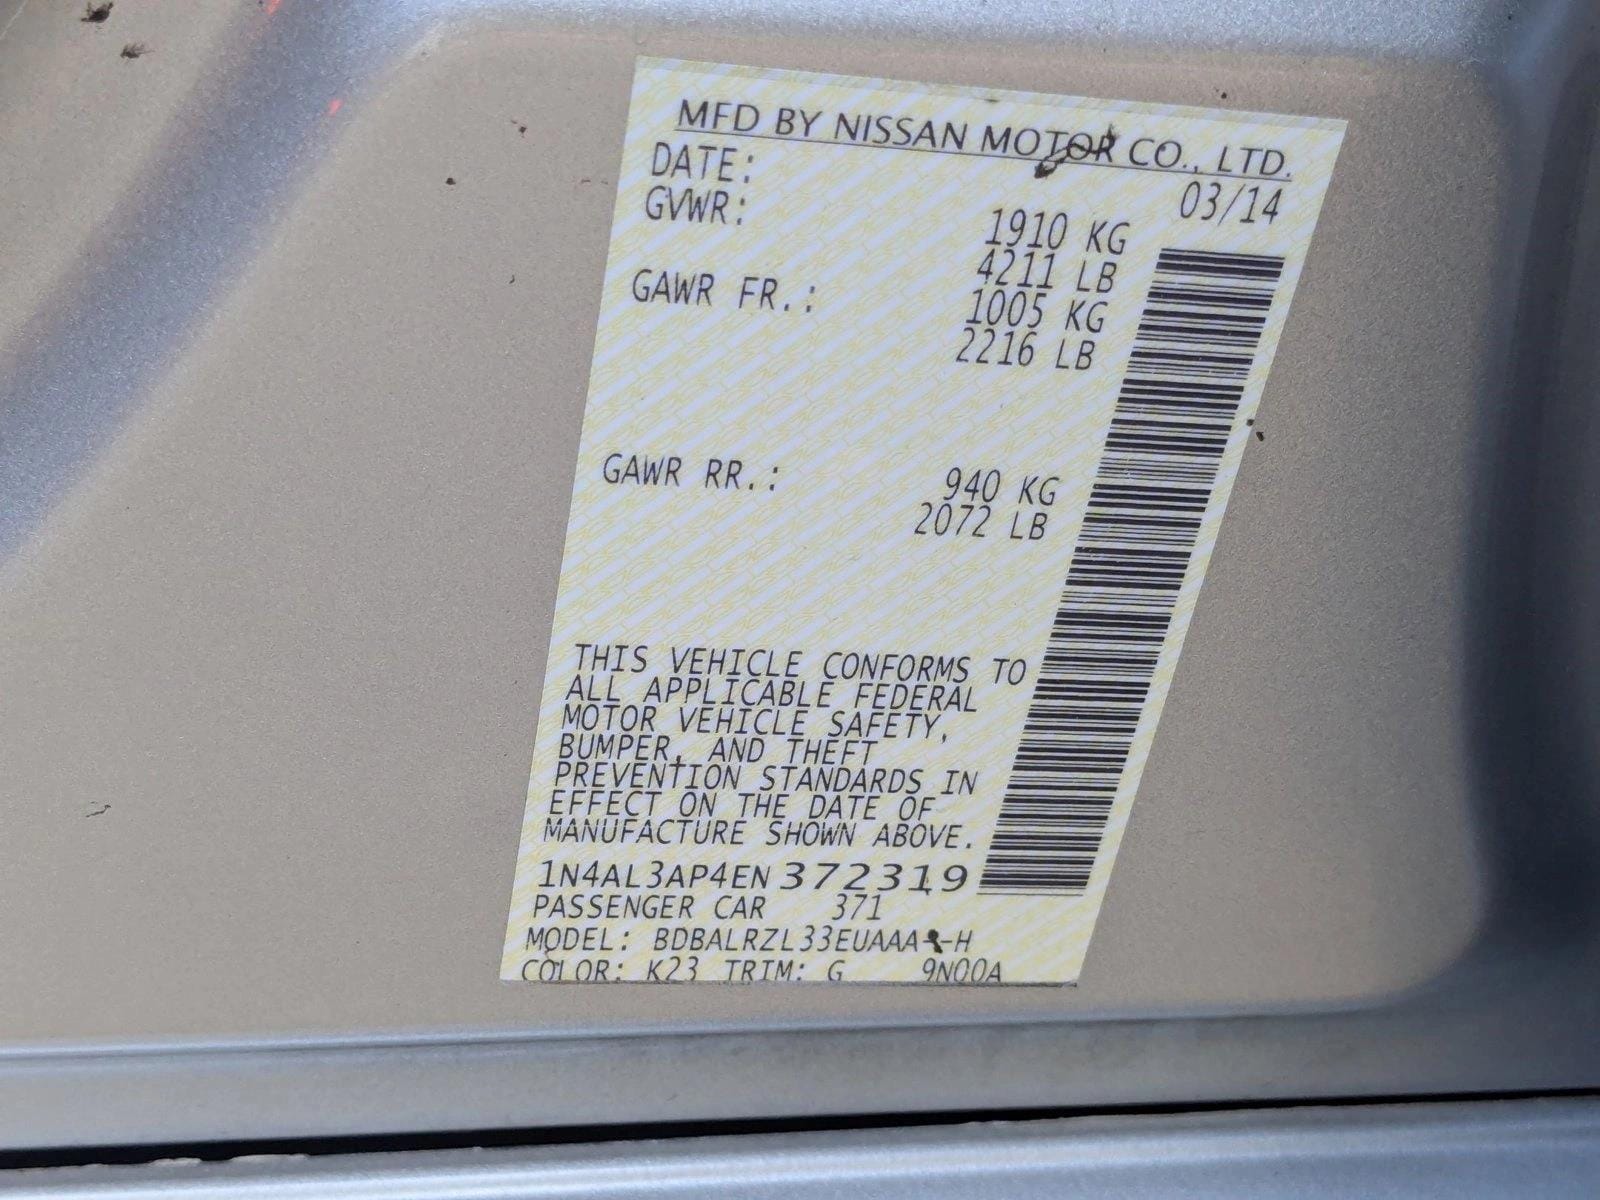 MFD BY NISSAN MOTOR CO., LTD.
DATE: 03/14
GVWR: 1910 KG
4211 LB
GAWR FR.: 1005 KG
2216 LB
GAWR RR.: 940 KG
2072 LB
THIS VEHICLE CONFORMS TO
ALL APPLICABLE FEDERAL
MOTOR VEHICLE SAFETY,
BUMPER, AND THEFT
PREVENTION STANDARDS IN
EFFECT ON THE DATE OF
MANUFACTURE SHOWN ABOVE.
1N4AL3AP4EN372319
PASSENGER CAR 371
MODEL:
COLOR: K23 TRIM: G 9N00A